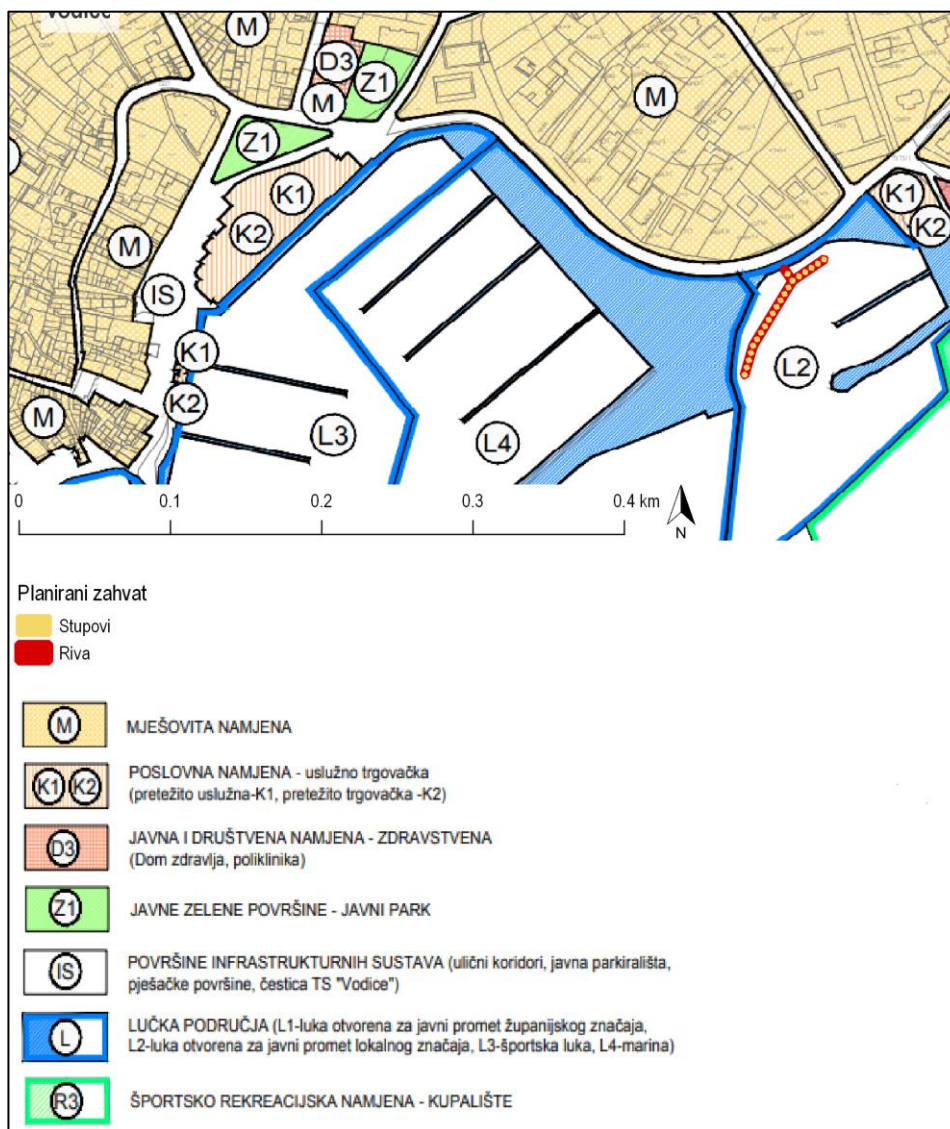 Vodice
M
D3
Z1
M
M
Z1
K1
K1
K2
K2
M
IS
K1
L2
K2
M
L3
L4
0
0.1
0.2
0.3
0.4 km
N
Planirani zahvat
Stupovi
Riva
M
MJEŠOVITA NAMJENA
K1 K2
POSLOVNA NAMJENA - uslužno trgovačka
(pretežito uslužna-K1, pretežito trgovačka -K2)
D3
JAVNA I DRUŠTVENA NAMJENA - ZDRAVSTVENA
(Dom zdravlja, poliklinika)
Z1
JAVNE ZELENE POVRŠINE - JAVNI PARK
IS
POVRŠINE INFRASTRUKTURNIH SUSTAVA (ulični koridori, javna parkirališta,
pješačke površine, čestica TS "Vodice")
L
LUČKA PODRUČJA (L1-luka otvorena za javni promet županijskog značaja,
L2-luka otvorena za javni promet lokalnog značaja, L3-športska luka, L4-marina)
R3
ŠPORTSKO REKREACIJSKA NAMJENA - KUPALIŠTE